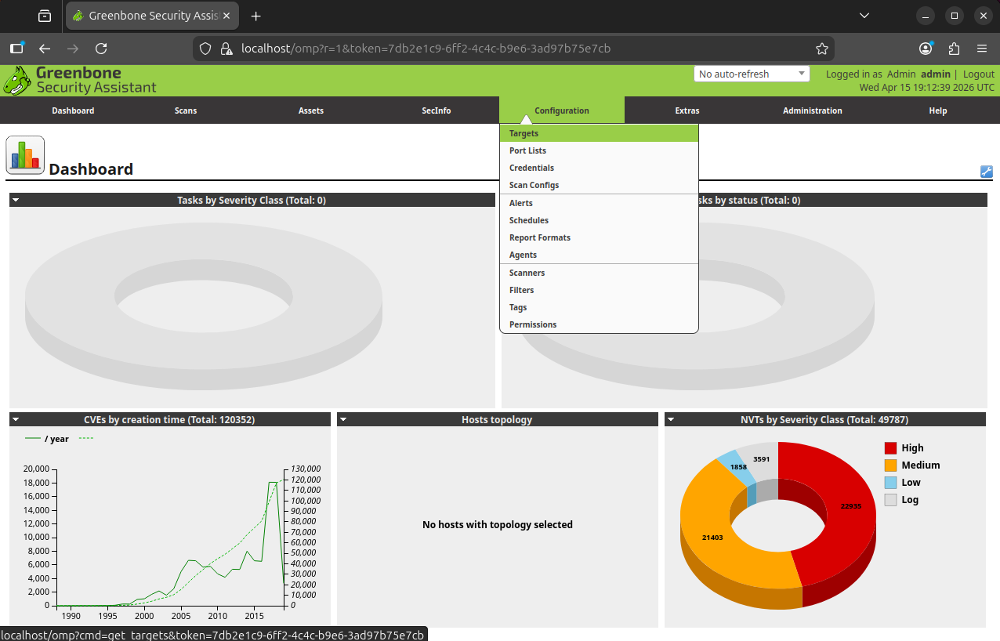 Greenbone Security Assis
localhost/omp?r=1&token=7db2e1c9-6ff2-4c4c-b9e6-3ad97b75e7cb
Greenbone
Security Assistant
No auto-refresh
Logged in as Admin admin | Logout
Wed Apr 15 19:12:39 2026 UTC
Dashboard Scans Assets SecInfo Configuration Extras Administration Help
Targets
Port Lists
Credentials
Scan Configs
Alerts
Schedules
Report Formats
Agents
Scanners
Filters
Tags
Permissions
Dashboard
Tasks by Severity Class (Total: 0)
sks by status (Total: 0)
CVEs by creation time (Total: 120352)
/ year
20,000
18,000
16,000
14,000
12,000
10,000
8,000
6,000
4,000
2,000
0
130,000
120,000
110,000
100,000
90,000
80,000
70,000
60,000
50,000
40,000
30,000
20,000
10,000
0
1990 1995 2000 2005 2010 2015
Hosts topology
No hosts with topology selected
NVTs by Severity Class (Total: 49787)
3591
1858
22935
21403
High
Medium
Low
Log
localhost/omp?cmd=get_targets&token=7db2e1c9-6ff2-4c4c-b9e6-3ad97b75e7cb